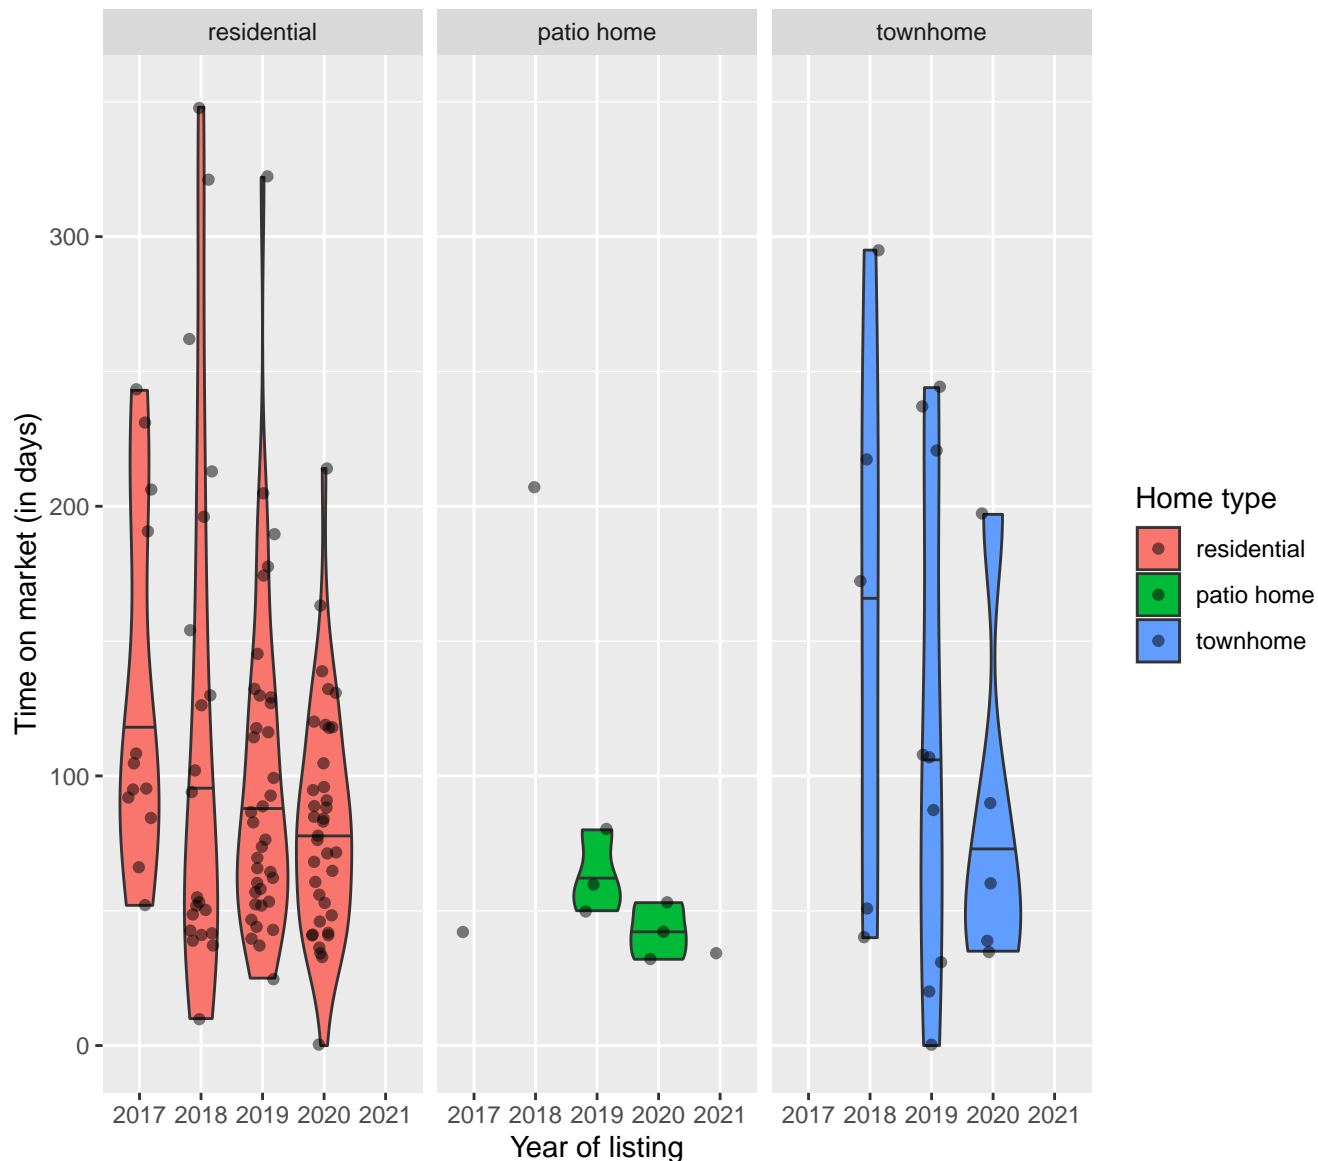 residential patio home townhome
300
200
100
0
Time on market (in days)
2017 2018 2019 2020 2021 2017 2018 2019 2020 2021 2017 2018 2019 2020 2021
Year of listing
Home type
residential
patio home
townhome